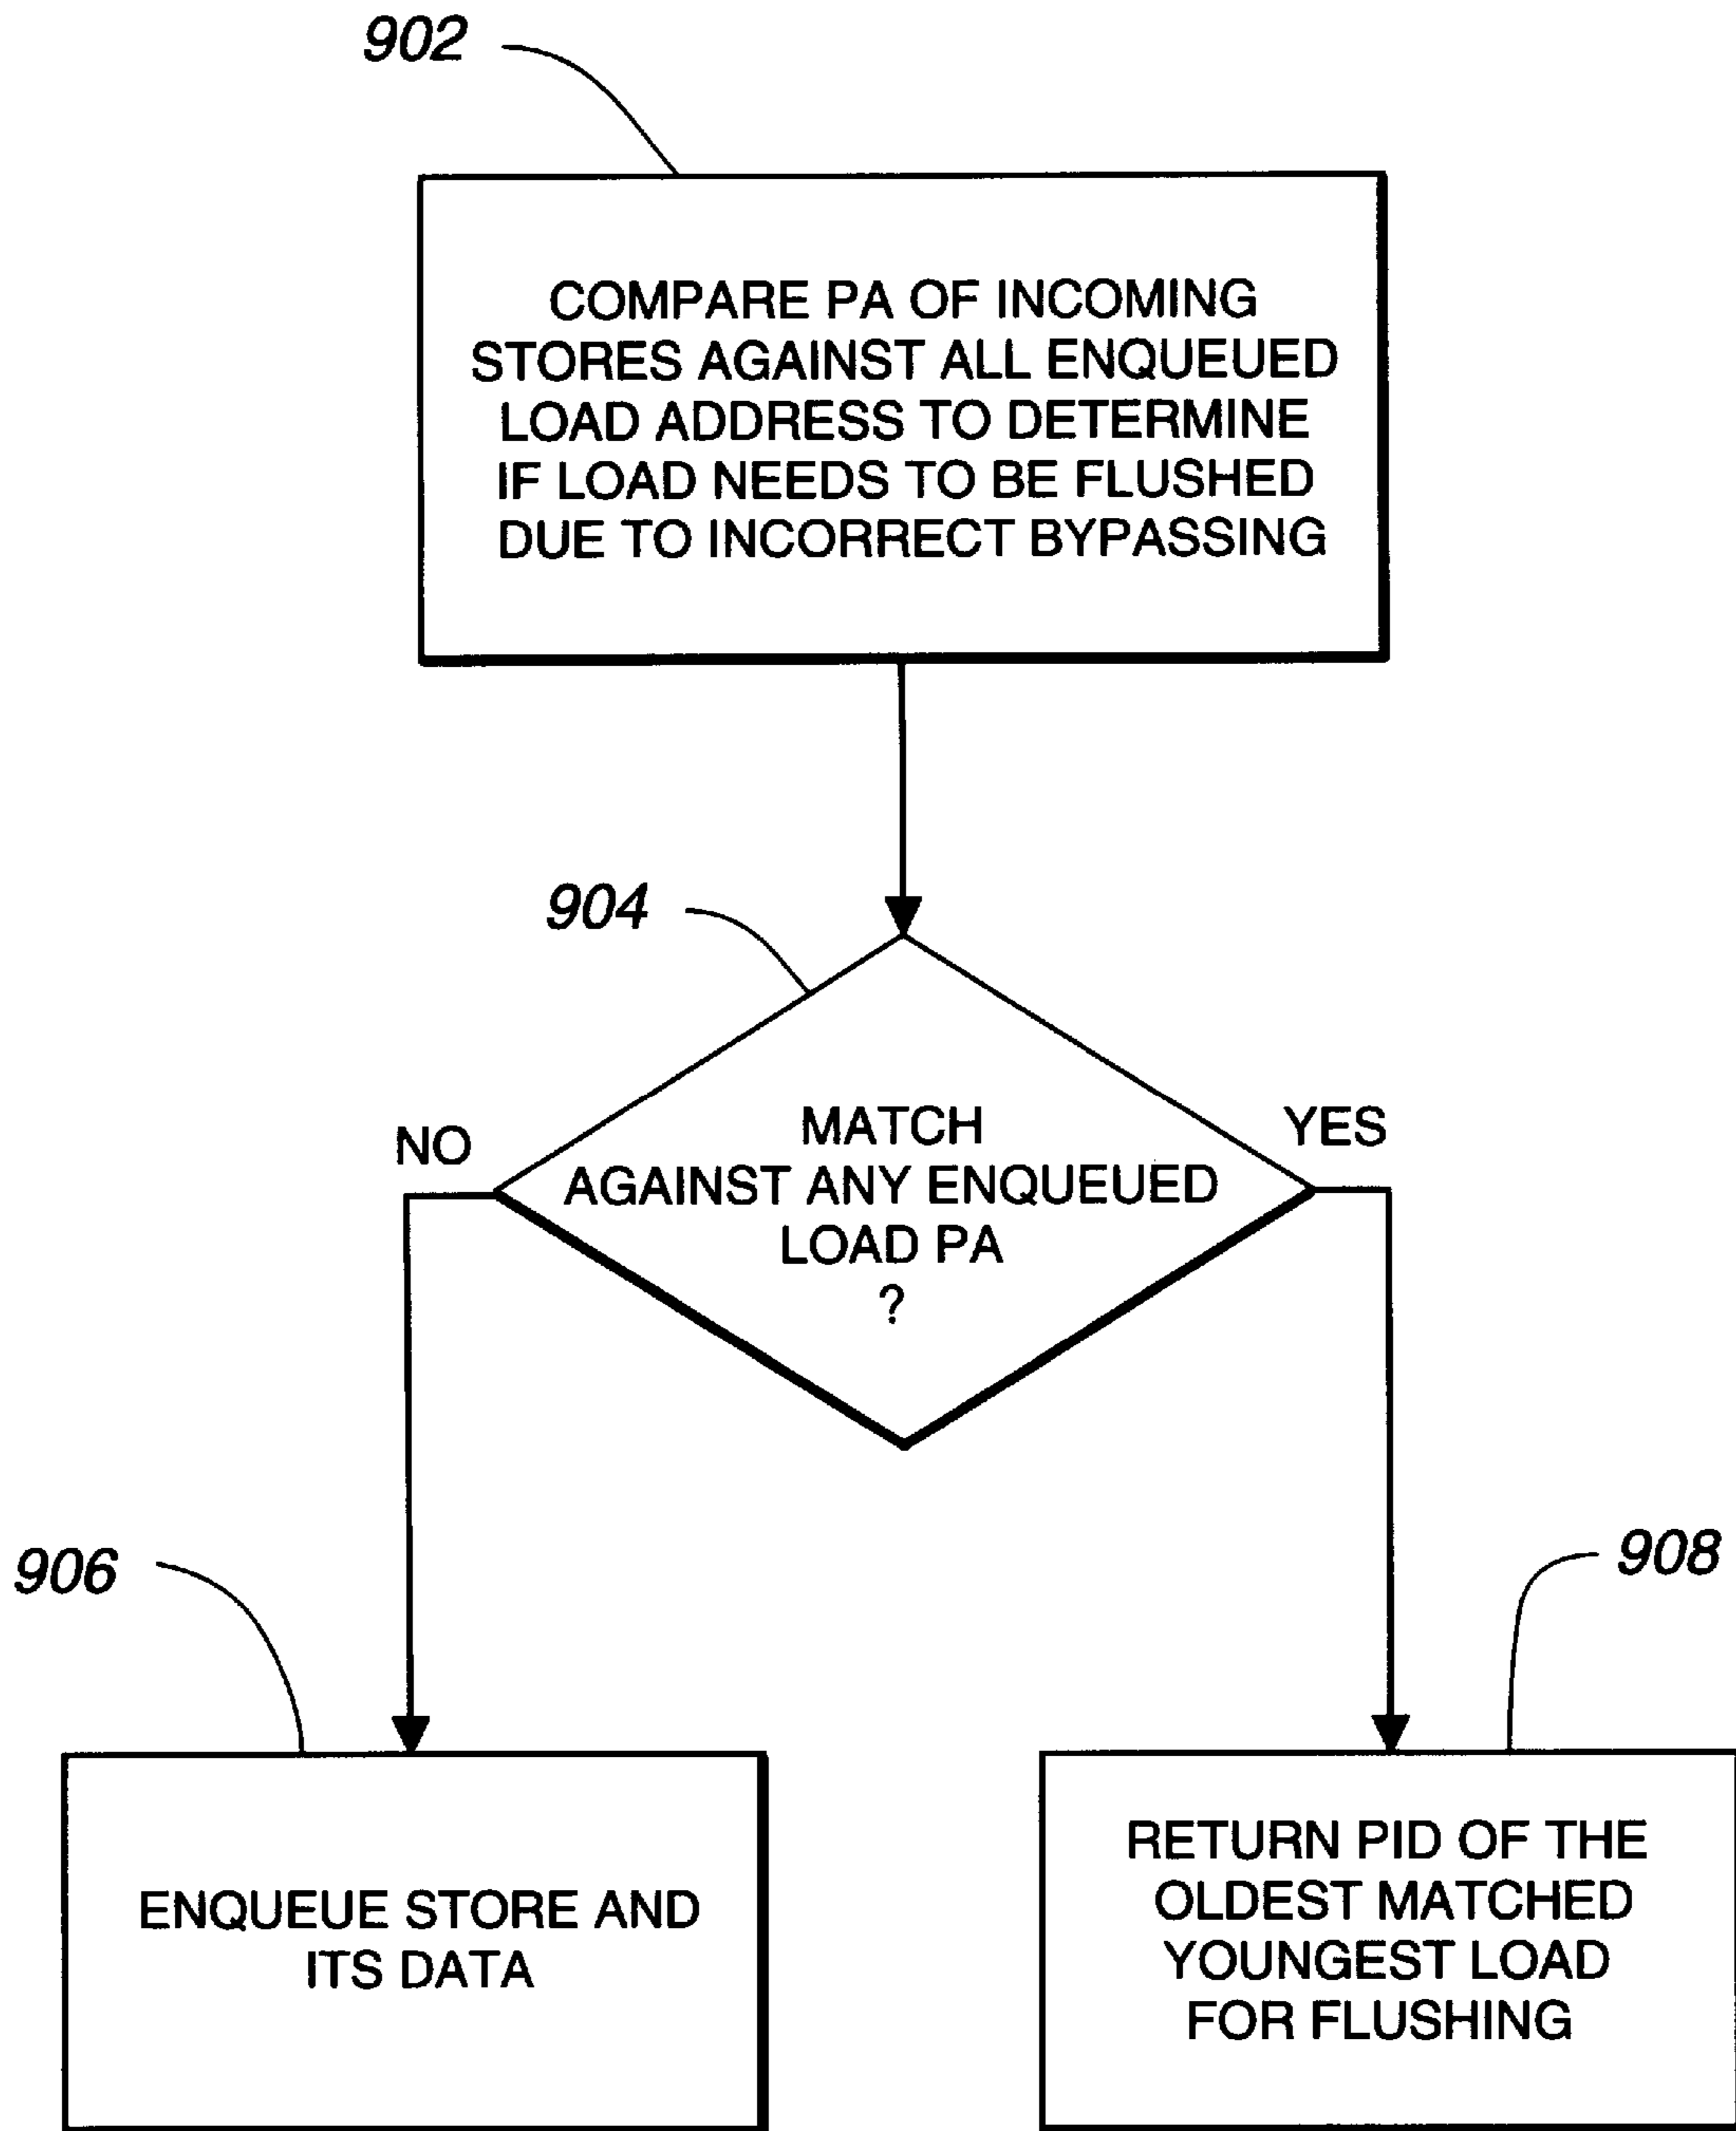 902
COMPARE PA OF INCOMING
STORES AGAINST ALL ENQUEUED
LOAD ADDRESS TO DETERMINE
IF LOAD NEEDS TO BE FLUSHED
DUE TO INCORRECT BYPASSING
904
NO
MATCH
AGAINST ANY ENQUEUED
LOAD PA
?
YES
906
ENQUEUE STORE AND
ITS DATA
908
RETURN PID OF THE
OLDEST MATCHED
YOUNGEST LOAD
FOR FLUSHING